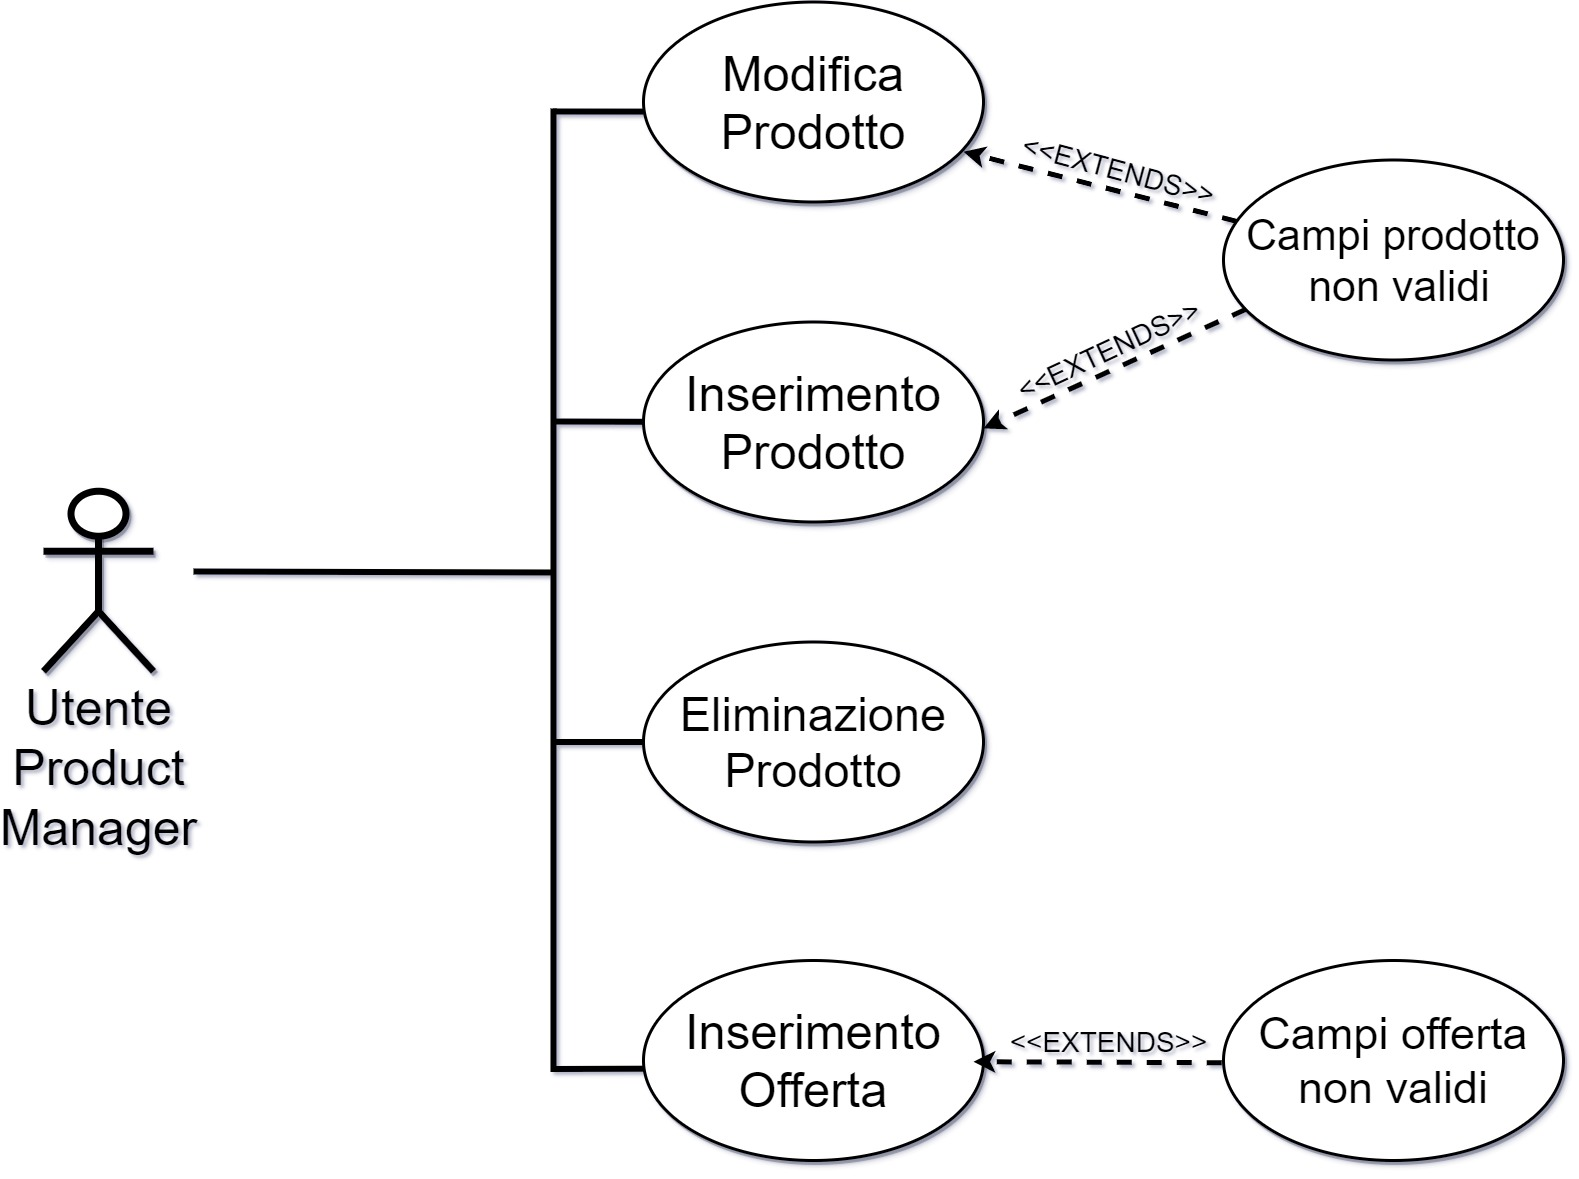 Modifica
Prodotto
<<EXTENDS>>
Campi prodotto
non validi
<<EXTENDS>>
Inserimento
Prodotto
Utente
Product
Manager
Eliminazione
Prodotto
Inserimento
Offerta
<<EXTENDS>>
Campi offerta
non validi